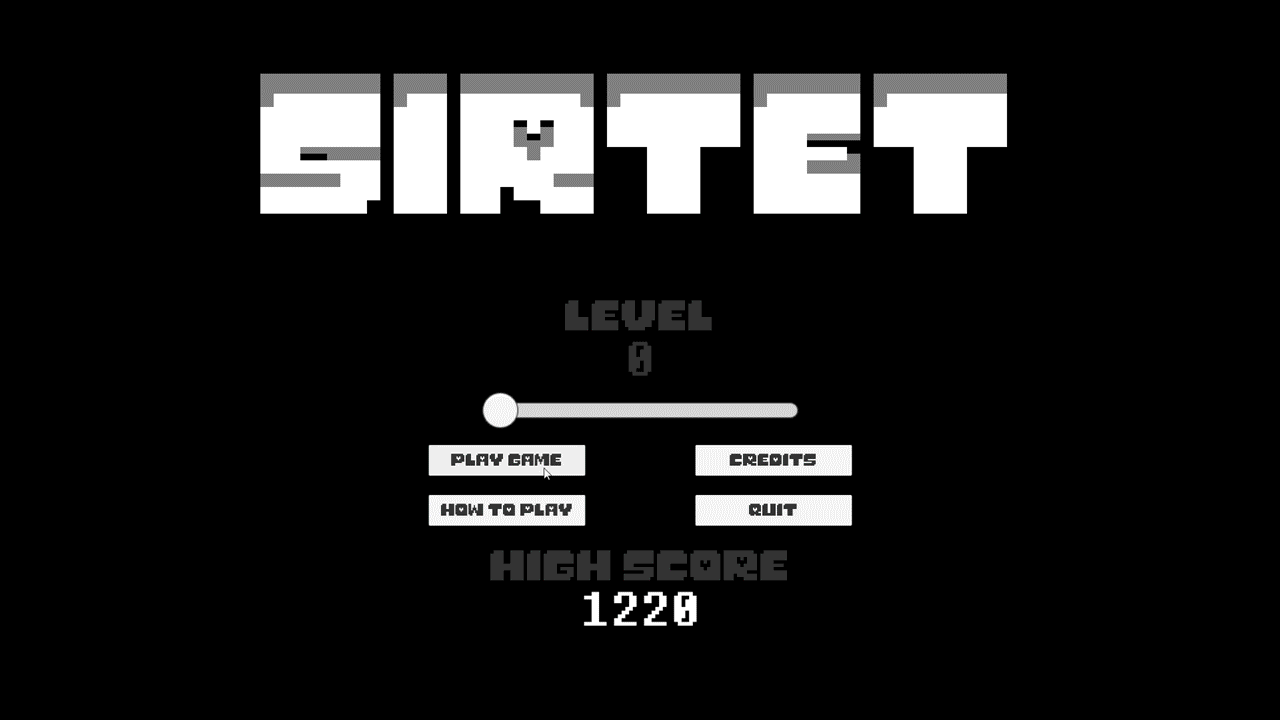 SIRTET
LEVEL
0
PLAY GAME
CREDITS
HOW TO PLAY
QUIT
HIGH SCORE
1220